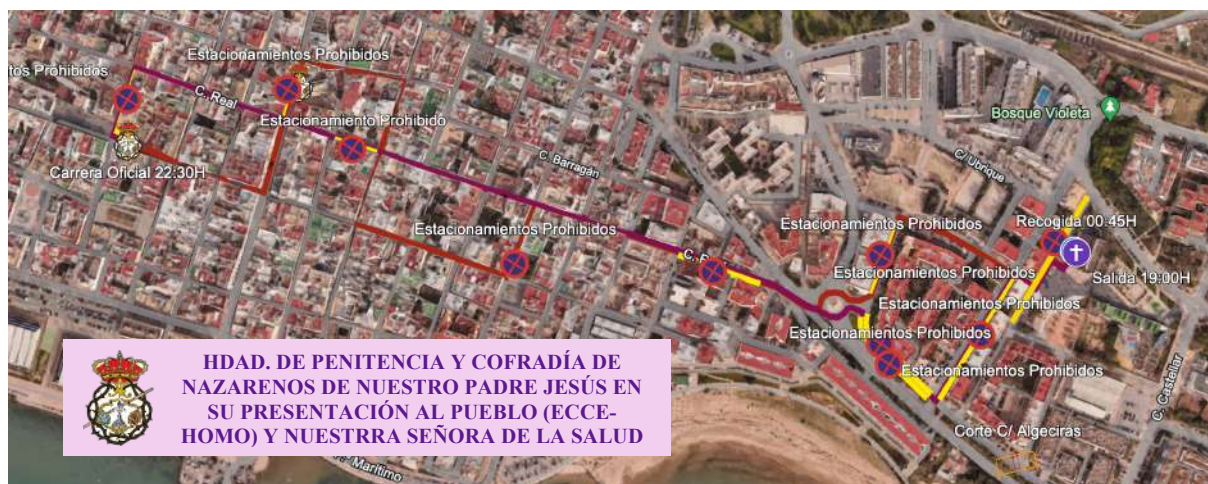 Estacionamientos Prohibidos
tos Prohibidos
C. Real
Estacionamiento Prohibido
Carrera Oficial 22:30H
C. Barragán
Bosque Violeta
C/ Ubrique
Estacionamientos Prohibidos
Estacionamientos Prohibidos
Recogida 00:45H
C.
Estacionamientos Prohibidos
Salida 19:00H
Estacionamientos Prohibidos
Estacionamientos Prohibidos
Estacionamientos Prohibidos
C. Castellar
Corte C/ Algeciras
HDAD. DE PENITENCIA Y COFRADÍA DE
NAZARENOS DE NUESTRO PADRE JESÚS EN
SU PRESENTACIÓN AL PUEBLO (ECCE-
HOMO) Y NUESTRRA SEÑORA DE LA SALUD
Marítimo